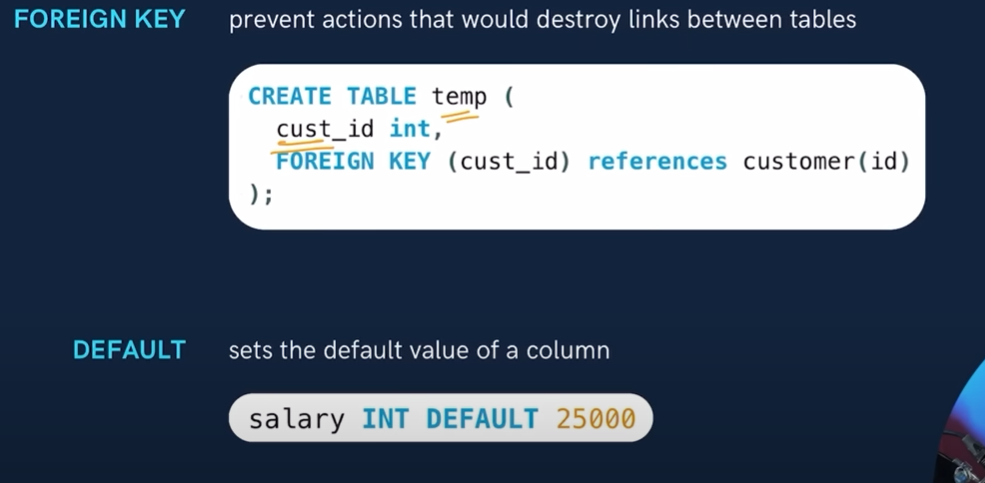 FOREIGN KEY prevent actions that would destroy links between tables
CREATE TABLE temp (
cust_id int,
FOREIGN KEY (cust_id) references customer(id)
);
DEFAULT sets the default value of a column
salary INT DEFAULT 25000